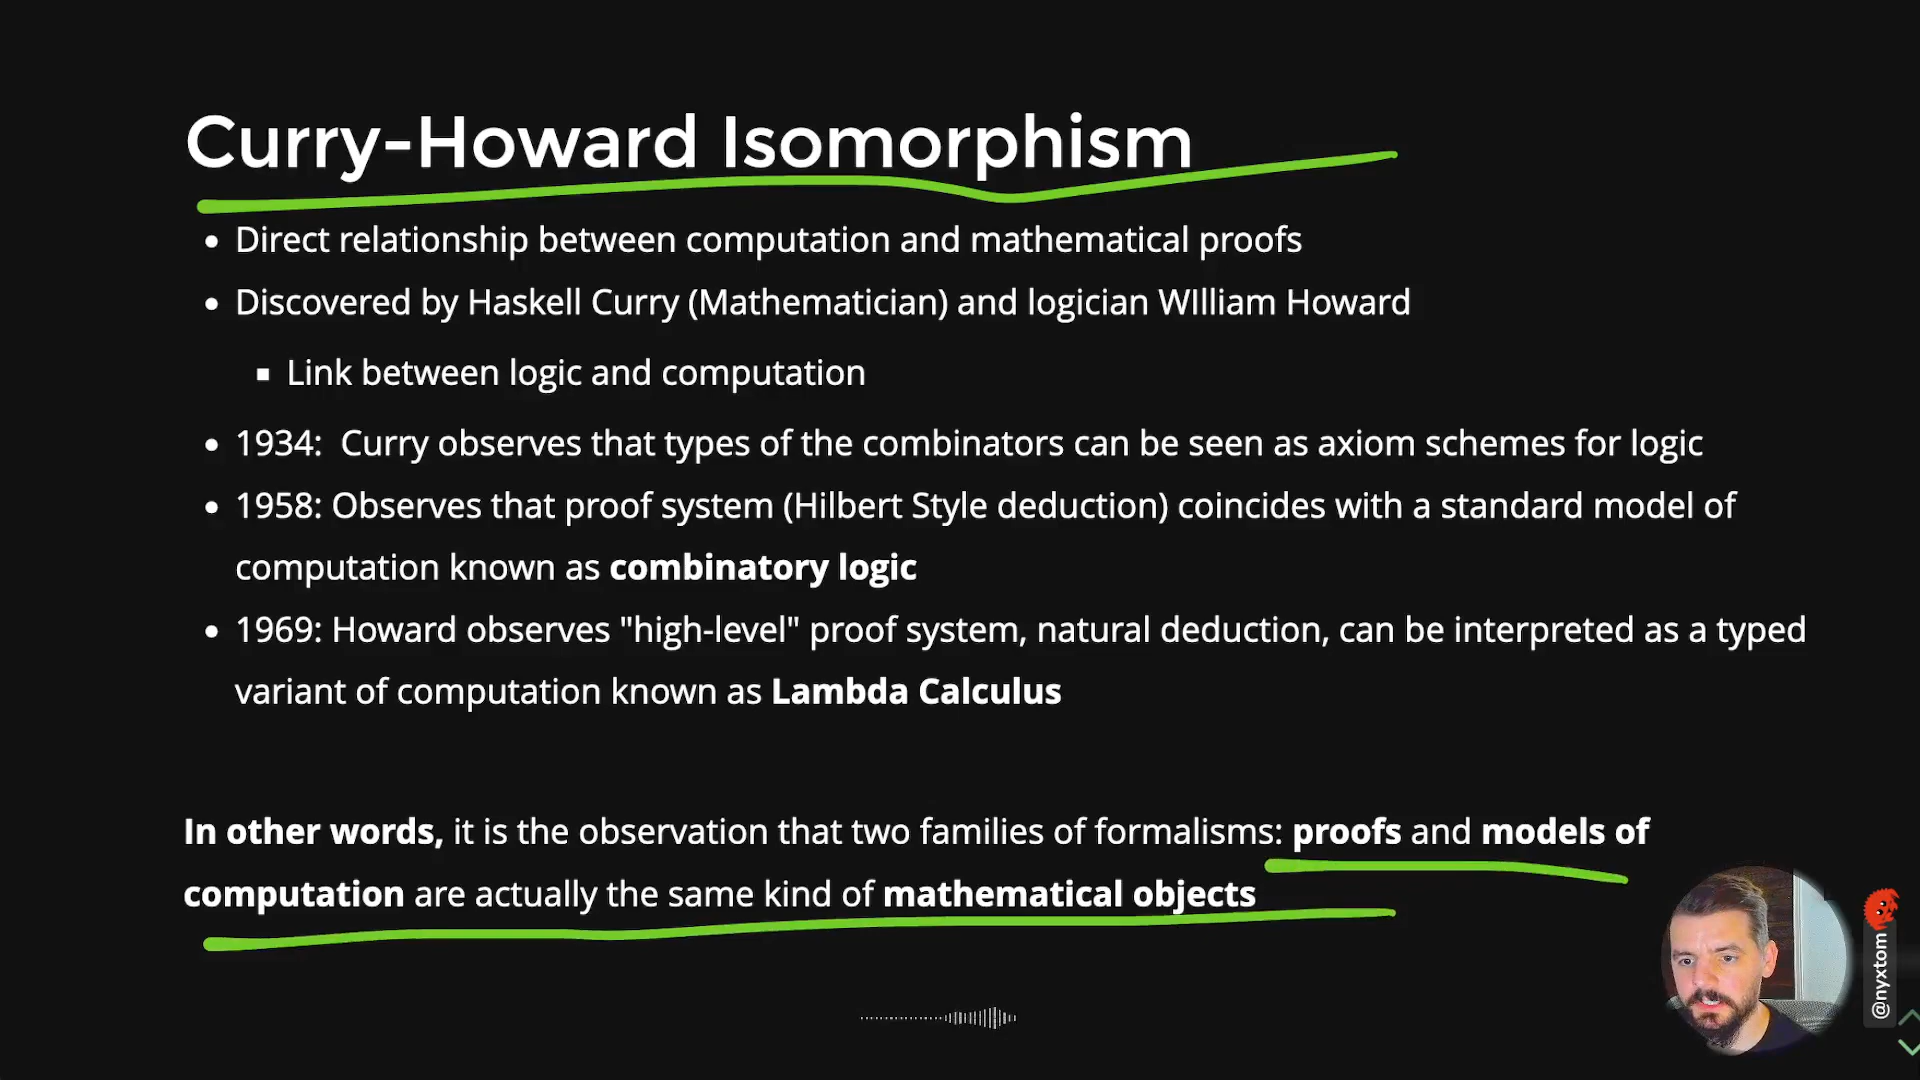 Curry-Howard Isomorphism
• Direct relationship between computation and mathematical proofs
• Discovered by Haskell Curry (Mathematician) and logician WIlliam Howard
▪ Link between logic and computation
• 1934: Curry observes that types of the combinators can be seen as axiom schemes for logic
• 1958: Observes that proof system (Hilbert Style deduction) coincides with a standard model of
computation known as combinatory logic
• 1969: Howard observes "high-level" proof system, natural deduction, can be interpreted as a typed
variant of computation known as Lambda Calculus
In other words, it is the observation that two families of formalisms: proofs and models of
computation are actually the same kind of mathematical objects
@nyxtom